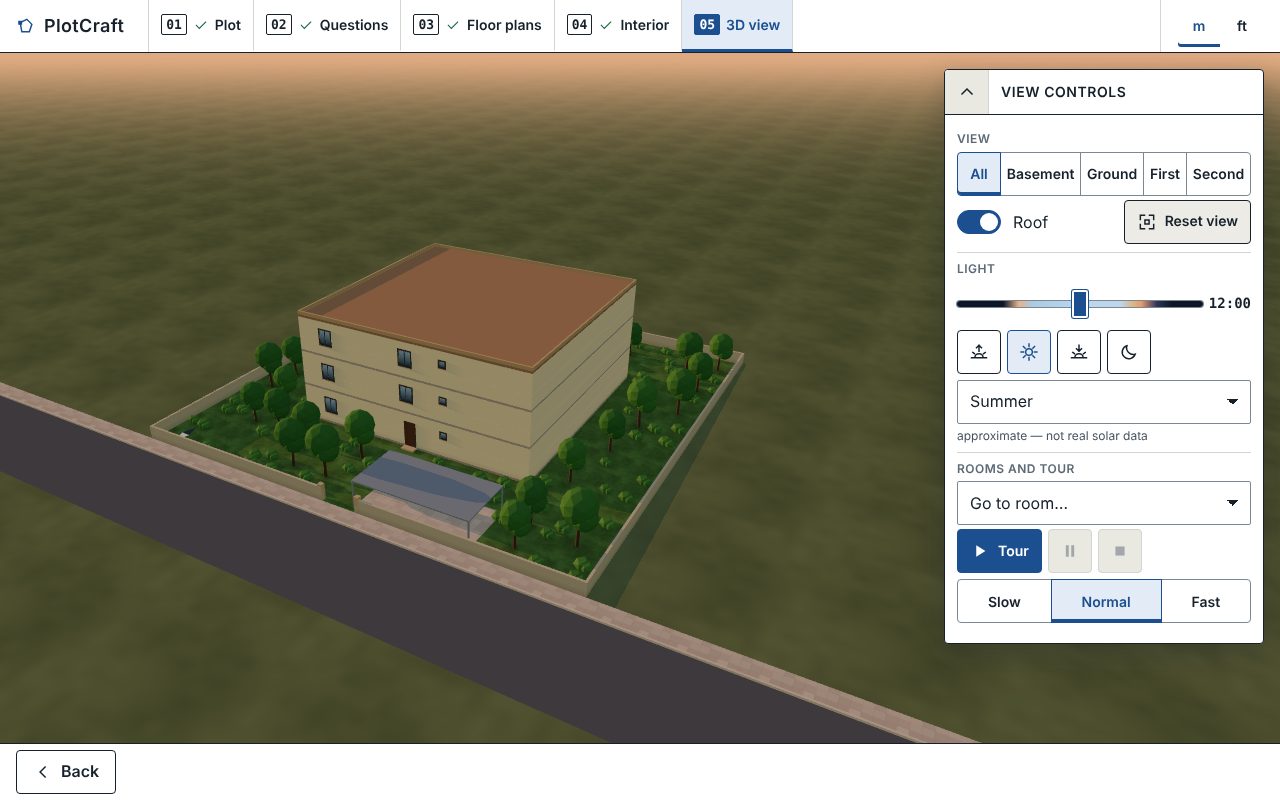 PlotCraft
01 Plot
02 Questions
03 Floor plans
04 Interior
05 3D view
m ft
VIEW CONTROLS
VIEW
All Basement Ground First Second
Roof Reset view
LIGHT
12:00
Summer
approximate — not real solar data
ROOMS AND TOUR
Go to room...
Tour
Slow Normal Fast
Back